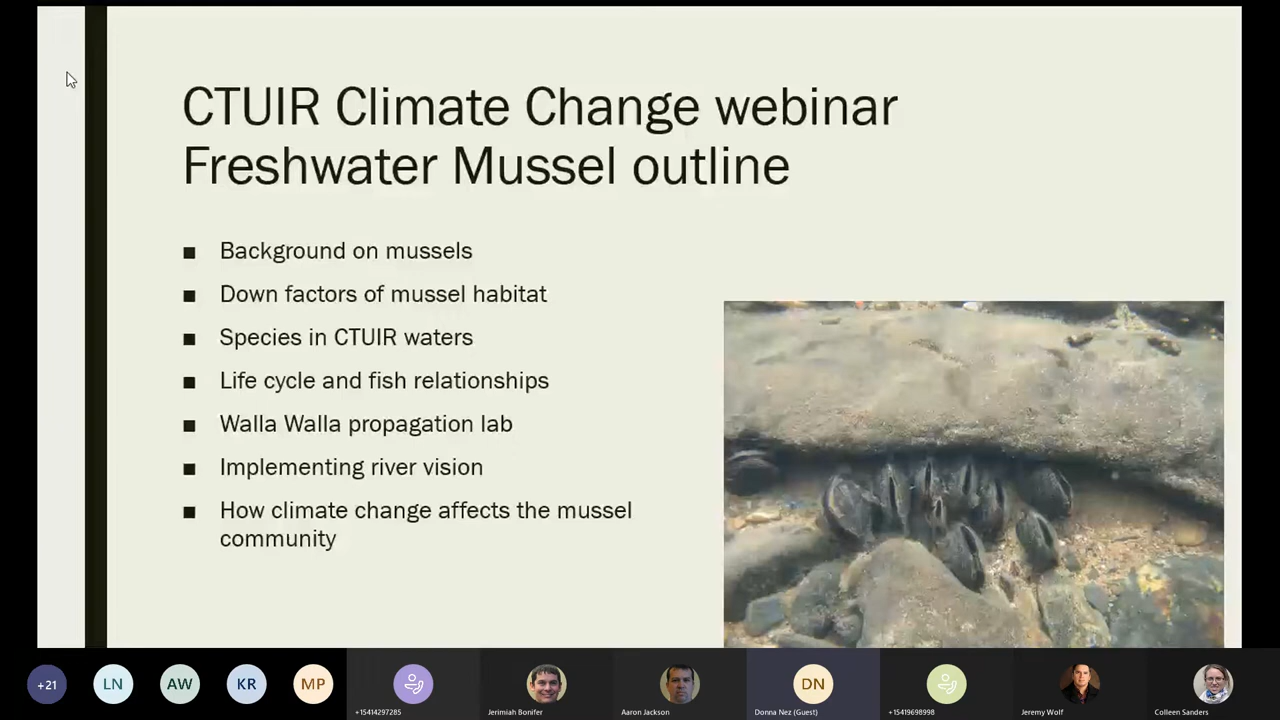 CTUIR Climate Change webinar
Freshwater Mussel outline
Background on mussels
Down factors of mussel habitat
Species in CTUIR waters
Life cycle and fish relationships
Walla Walla propagation lab
Implementing river vision
How climate change affects the mussel
community
+21
LN
AW
KR
MP
DN
+15414297285
Jerimiah Bonifer
Aaron Jackson
Donna Nez (Guest)
+15419698998
Jeremy Wolf
Colleen Sanders